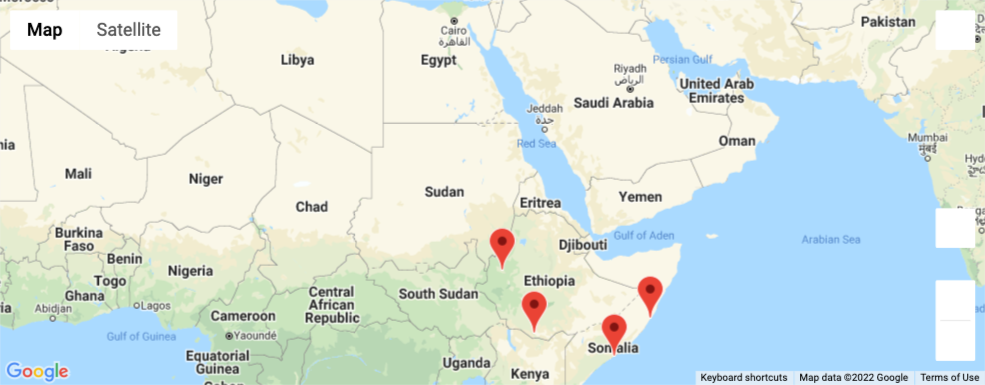 Map
Satellite
Cairo
القاهرة
Libya
Egypt
Pakistan
Persian Gulf
Riyadh
الرياض
United Arab
Emirates
Saudi Arabia
Jeddah
جدة
Red Sea
Oman
Mumbai
मुंबई
Mali
Niger
Chad
Sudan
Eritrea
Yemen
Gulf of Aden
Arabian Sea
Burkina
Faso
Benin
Togo
Ghana
Nigeria
Djibouti
Ethiopia
Abidjan
Lagos
Central
African
Republic
South Sudan
Cameroon
Yaoundé
Gulf of Guinea
Equatorial
Guinea
Uganda
Kenya
Somalia
Google
Keyboard shortcuts
Map data ©2022 Google
Terms of Use